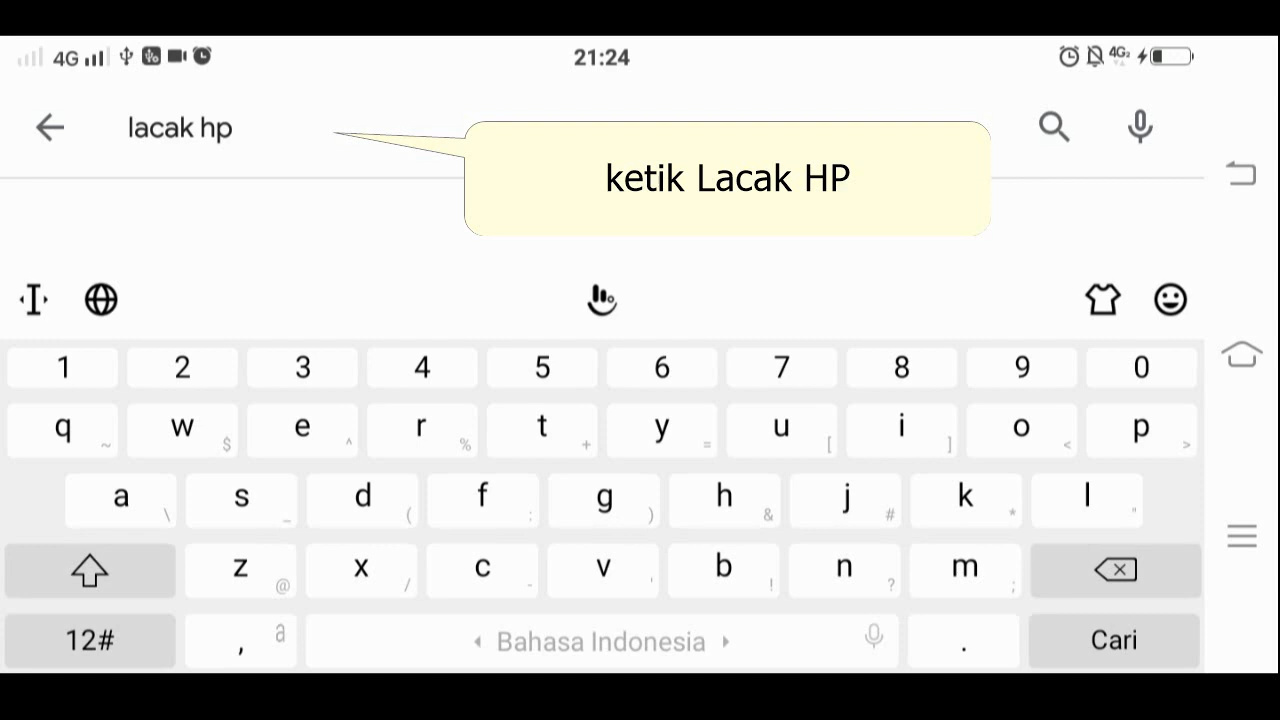 4G 21:24 4G
lacak hp
ketik Lacak HP
1 2 3 4 5 6 7 8 9 0
q ~ w $ e ^ r % t + y = u [ i ] o < p >
a \ s _ d ( f : g ) h & j # k * l "
z @ x / c - v ' b ! n ? m ;
12# , Bahasa Indonesia . Cari